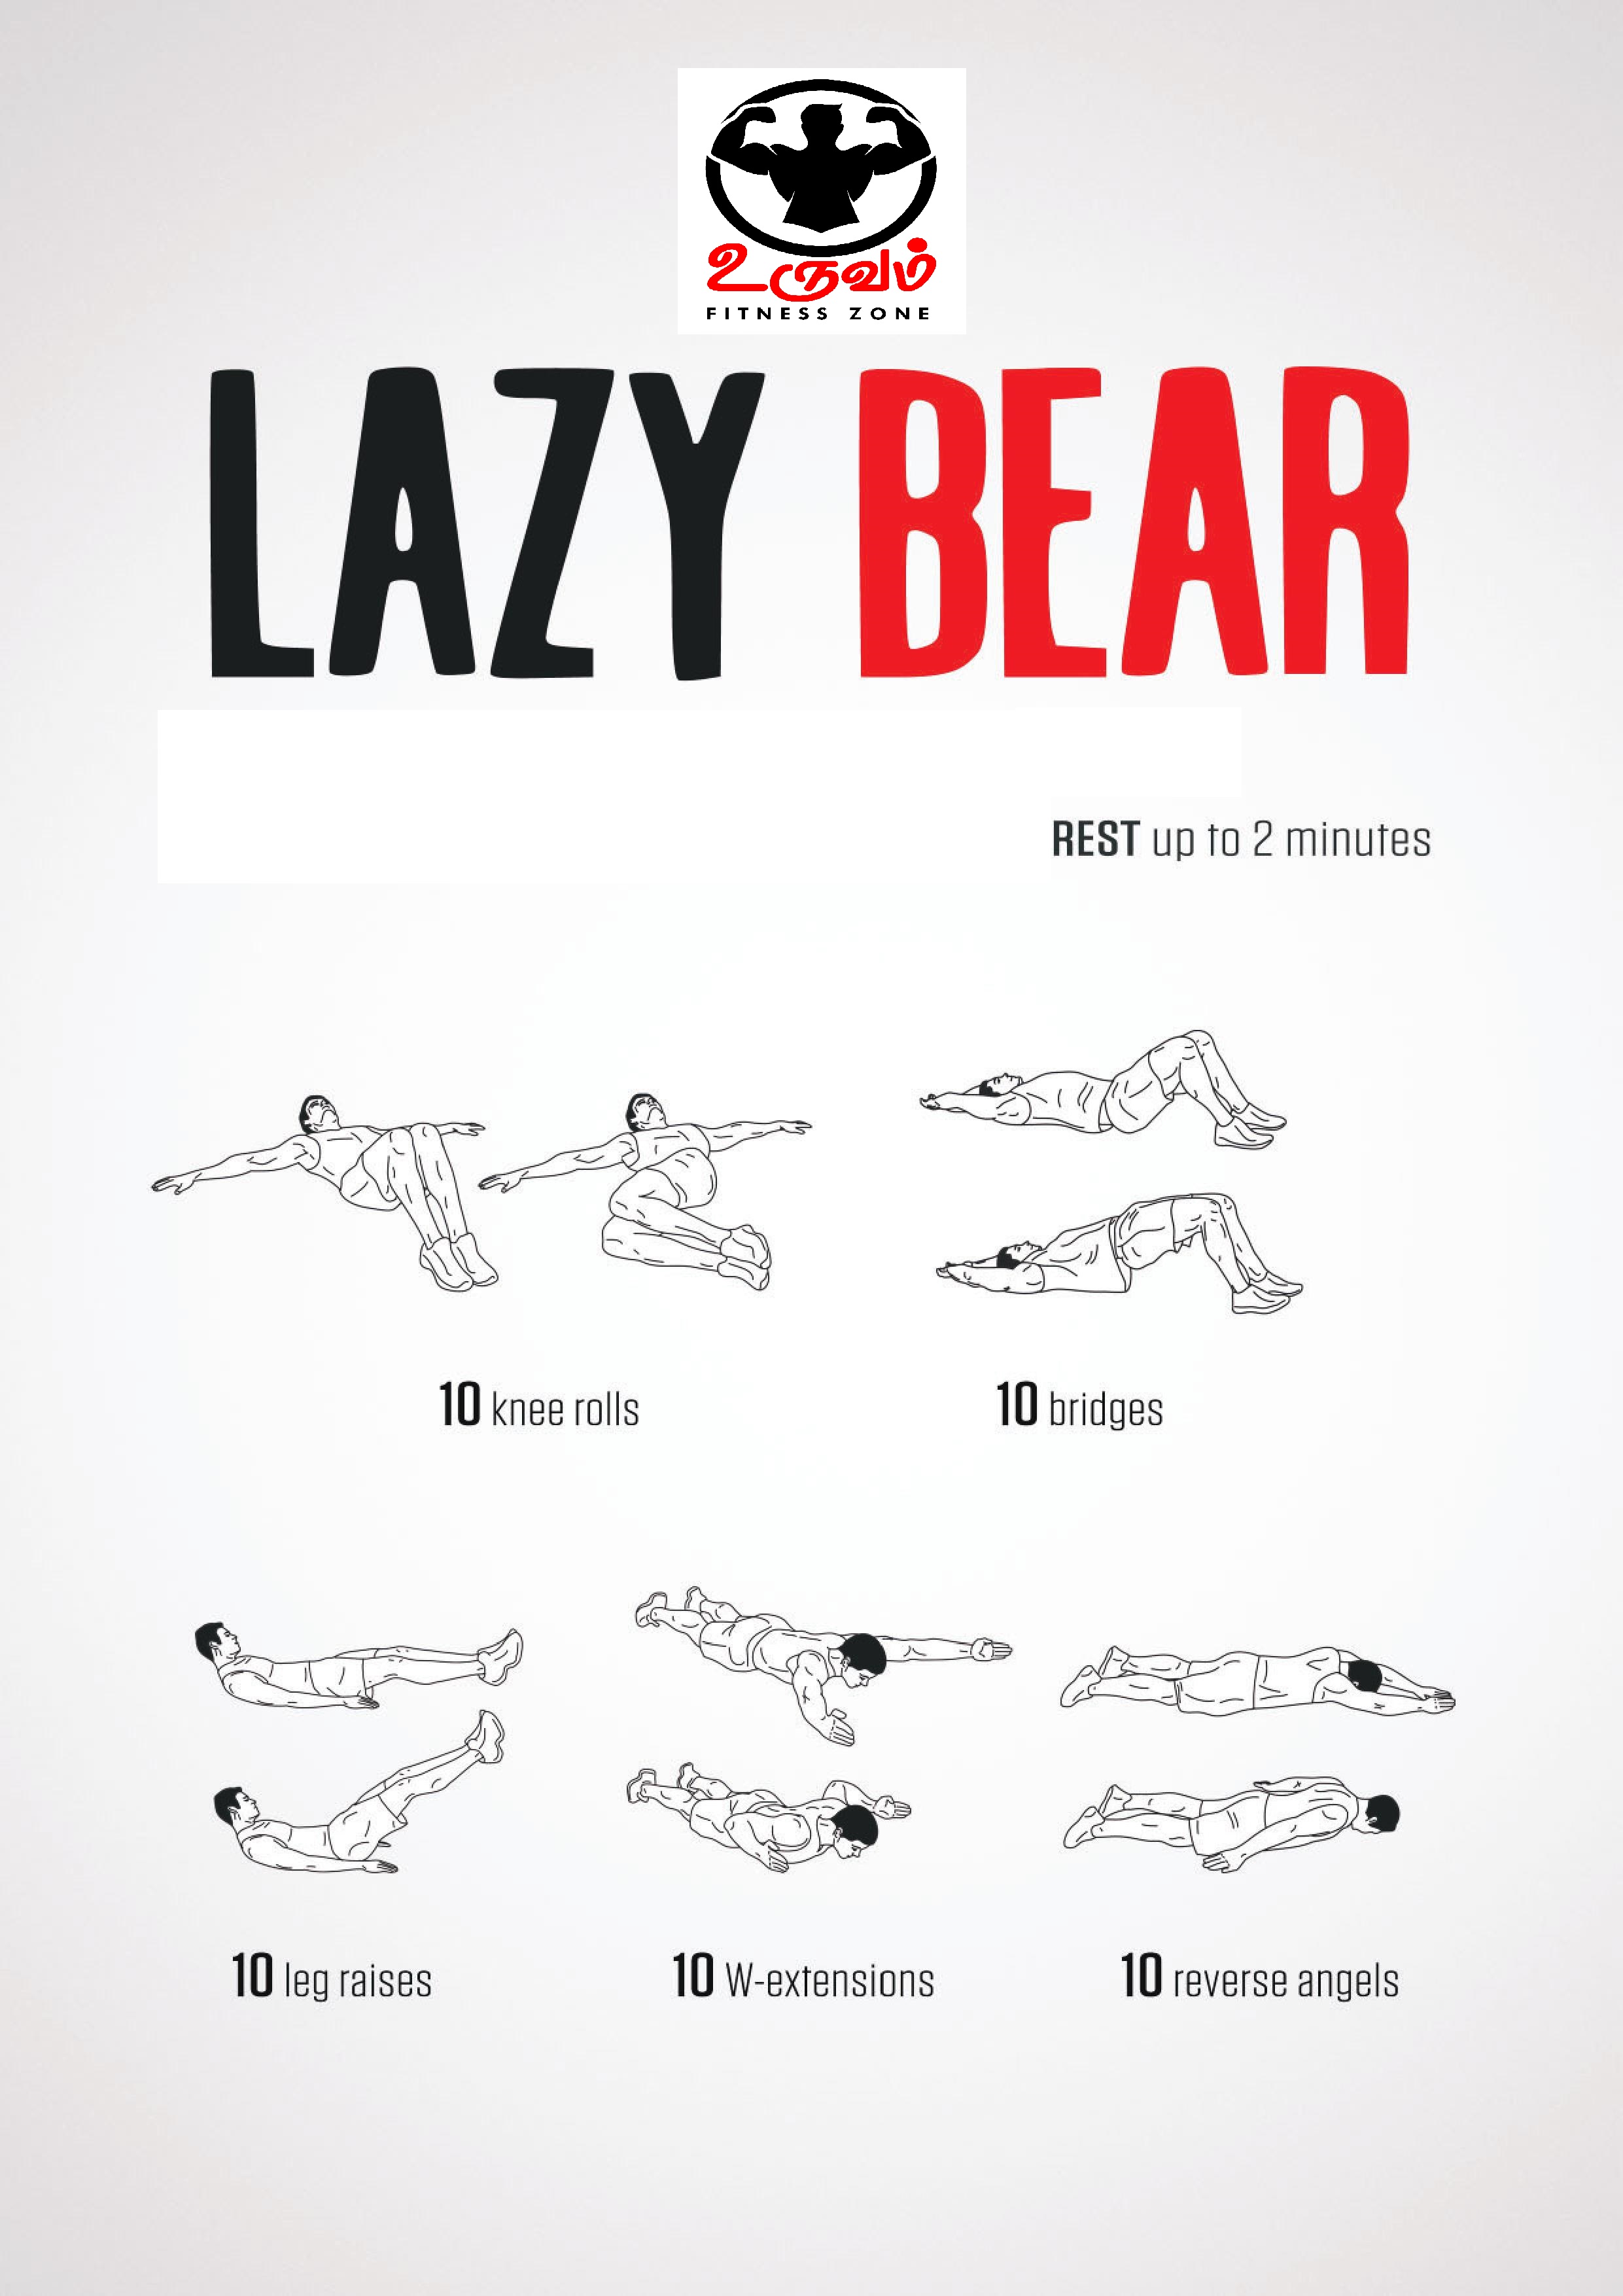 உருவம்
FITNESS ZONE
LAZY BEAR
REST up to 2 minutes
10 knee rolls
10 bridges
10 leg raises
10 W-extensions
10 reverse angels